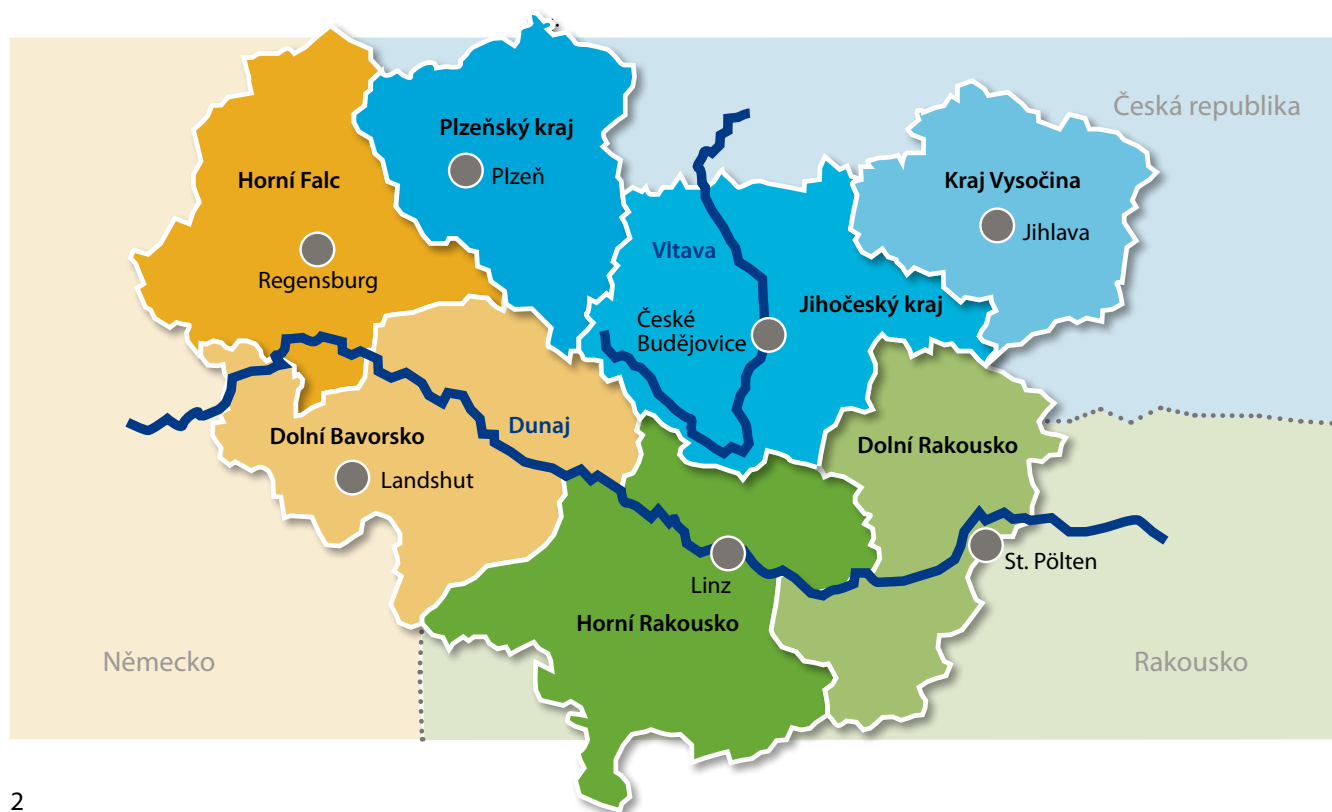 Česká republika
Plzeňský kraj
Plzeň
Horní Falc
Regensburg
Kraj Vysočina
Jihlava
Vltava
Jihočeský kraj
České
Budějovice
Dolní Bavorsko
Landshut
Dunaj
Dolní Rakousko
St. Pölten
Linz
Horní Rakousko
Německo
Rakousko
2